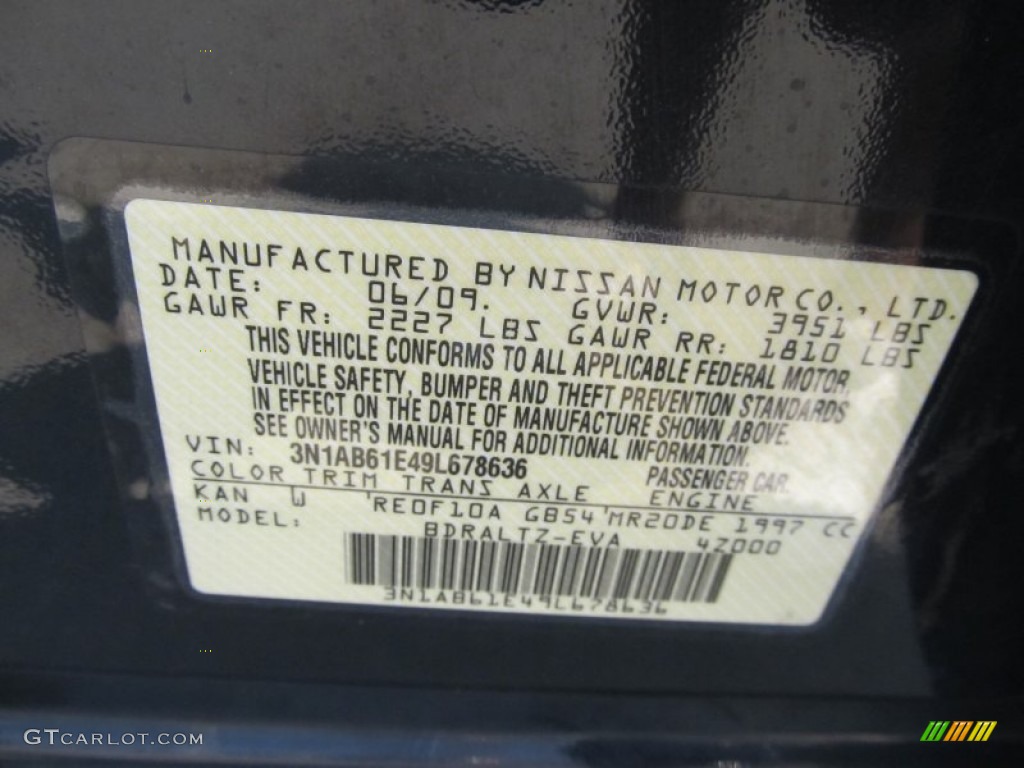 MANUFACTURED BY NISSAN MOTOR CO., LTD.
DATE: 06/09. GVWR: 3951 LBS
GAWR FR: 2227 LBS GAWR RR: 1810 LBS
THIS VEHICLE CONFORMS TO ALL APPLICABLE FEDERAL MOTOR
VEHICLE SAFETY, BUMPER AND THEFT PREVENTION STANDARDS
IN EFFECT ON THE DATE OF MANUFACTURE SHOWN ABOVE.
SEE OWNER'S MANUAL FOR ADDITIONAL INFORMATION.
VIN: 3N1AB61E49L678636 PASSENGER CAR.
COLOR TRIM TRANS AXLE ENGINE
KAN W 'RE0F10A GB54'MR20DE 1997 CC
MODEL: BDRALTZ-EVA 4Z000
3N1AB61E49L678636
GTCARLOT.COM